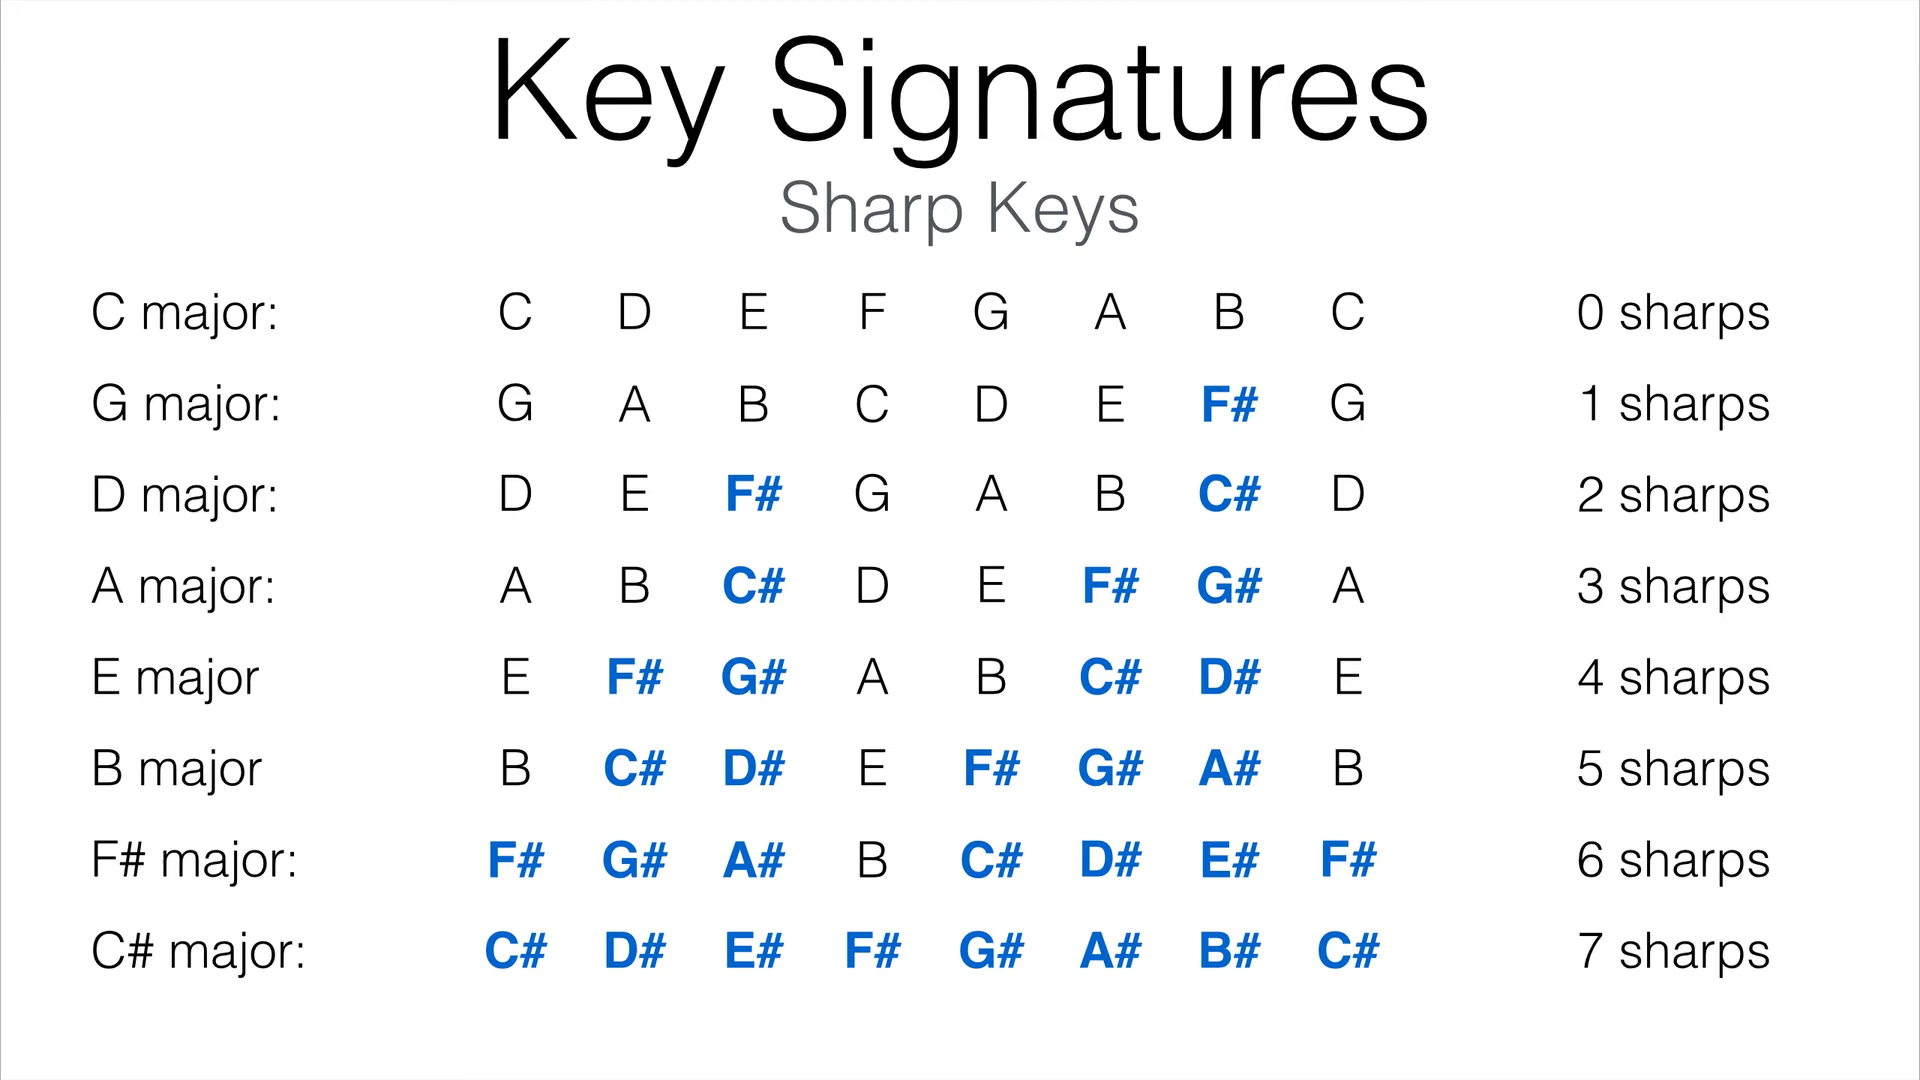 Key Signatures
Sharp Keys
C major: C D E F G A B C 0 sharps
G major: G A B C D E F# G 1 sharps
D major: D E F# G A B C# D 2 sharps
A major: A B C# D E F# G# A 3 sharps
E major E F# G# A B C# D# E 4 sharps
B major B C# D# E F# G# A# B 5 sharps
F# major: F# G# A# B C# D# E# F# 6 sharps
C# major: C# D# E# F# G# A# B# C# 7 sharps